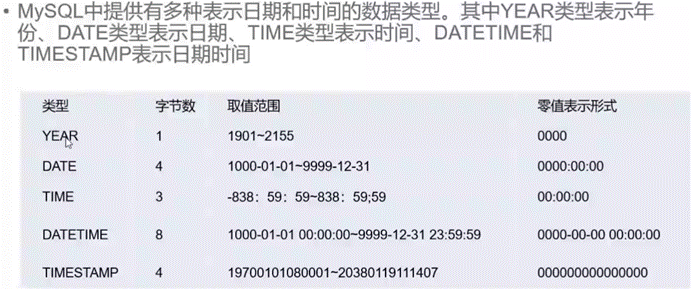 • MySQL中提供有多种表示日期和时间的数据类型。其中YEAR类型表示年
份、DATE类型表示日期、TIME类型表示时间、DATETIME和
TIMESTAMP表示日期时间
类型 字节数 取值范围 零值表示形式
YEAR 1 1901~2155 0000
DATE 4 1000-01-01~9999-12-31 0000:00:00
TIME 3 -838：59：59~838：59;59 00:00:00
DATETIME 8 1000-01-01 00:00:00~9999-12-31 23:59:59 0000-00-00 00:00:00
TIMESTAMP 4 19700101080001~20380119111407 00000000000000